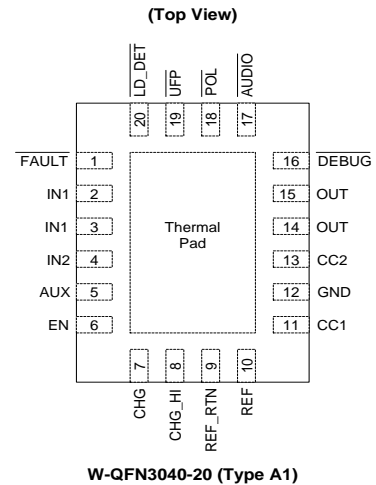 (Top View)
LD_DET
UFP
POL
AUDIO
20
19
18
17
FAULT 1
16 DEBUG
IN1 2
15 OUT
IN1 3
14 OUT
Thermal
Pad
IN2 4
13 CC2
AUX 5
12 GND
EN 6
11 CC1
7
8
9
10
CHG
CHG_HI
REF_RTN
REF
W-QFN3040-20 (Type A1)